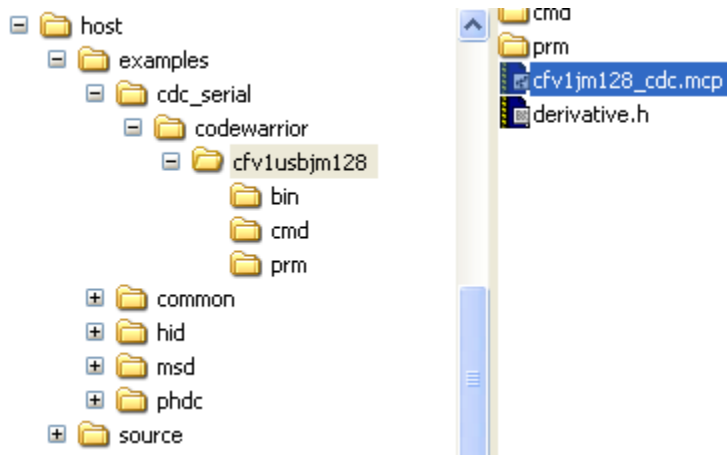 host
examples
cdc_serial
codewarrior
cfv1usbjm128
bin
cmd
prm
common
hid
msd
phdc
source
cmd
prm
cfv1jm128_cdc.mcp
derivative.h